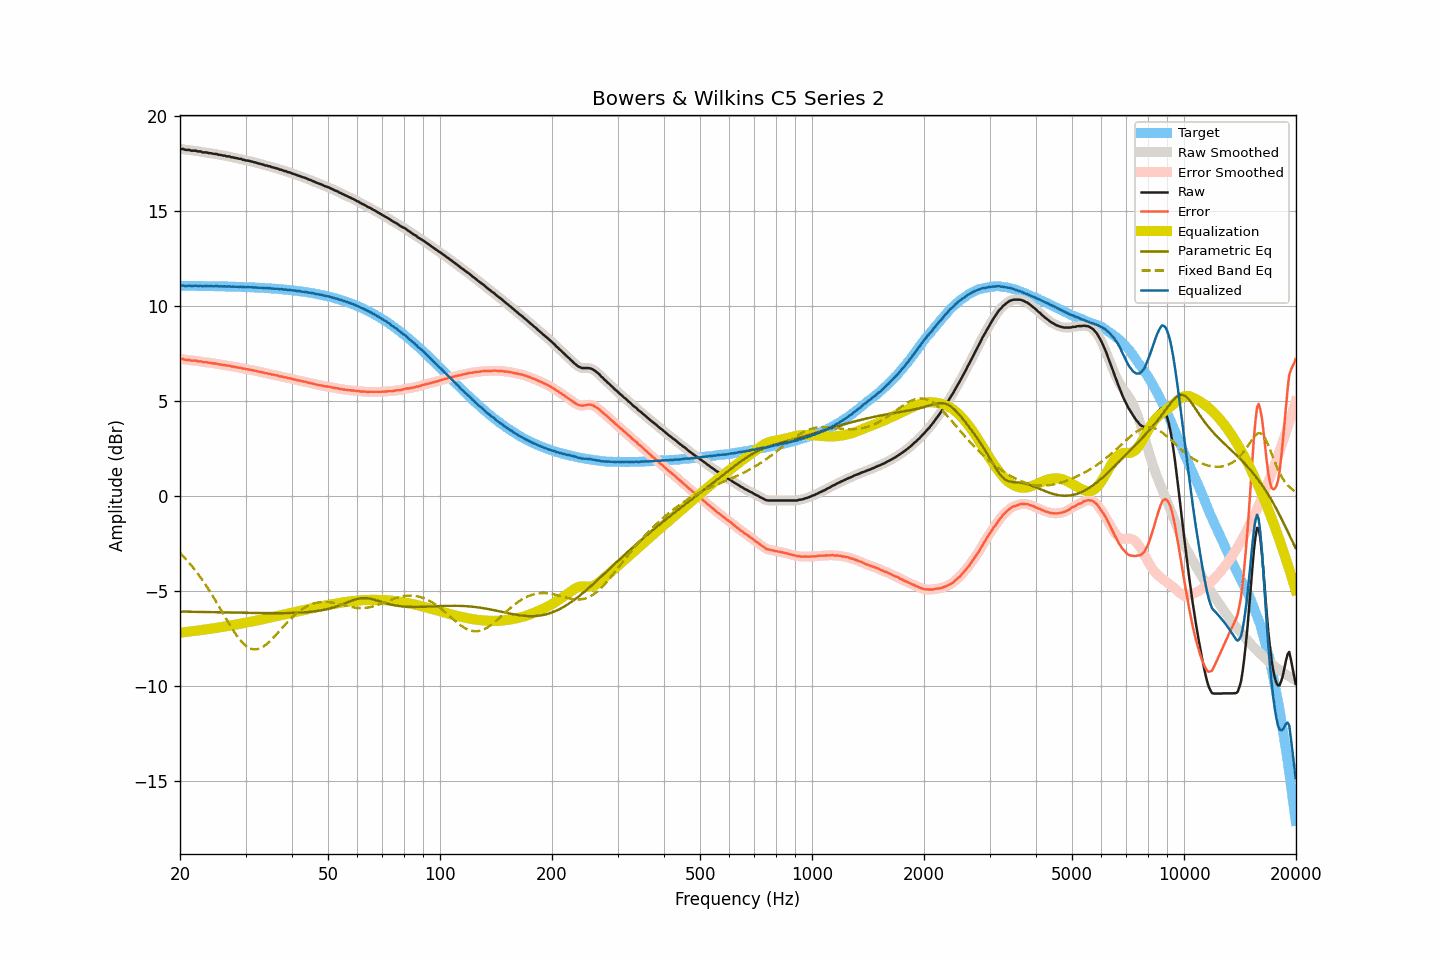 Bowers & Wilkins C5 Series 2
20
15
10
5
0
−5
−10
−15
Amplitude (dBr)
Target
Raw Smoothed
Error Smoothed
Raw
Error
Equalization
Parametric Eq
Fixed Band Eq
Equalized
20 50 100 200 500 1000 2000 5000 10000 20000
Frequency (Hz)